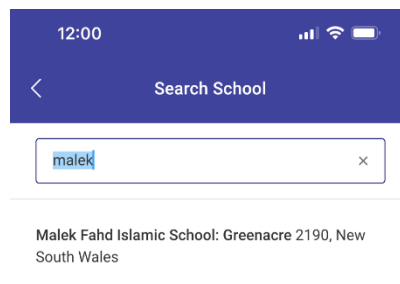 12:00
Search School
malek
Malek Fahd Islamic School: Greenacre 2190, New
South Wales